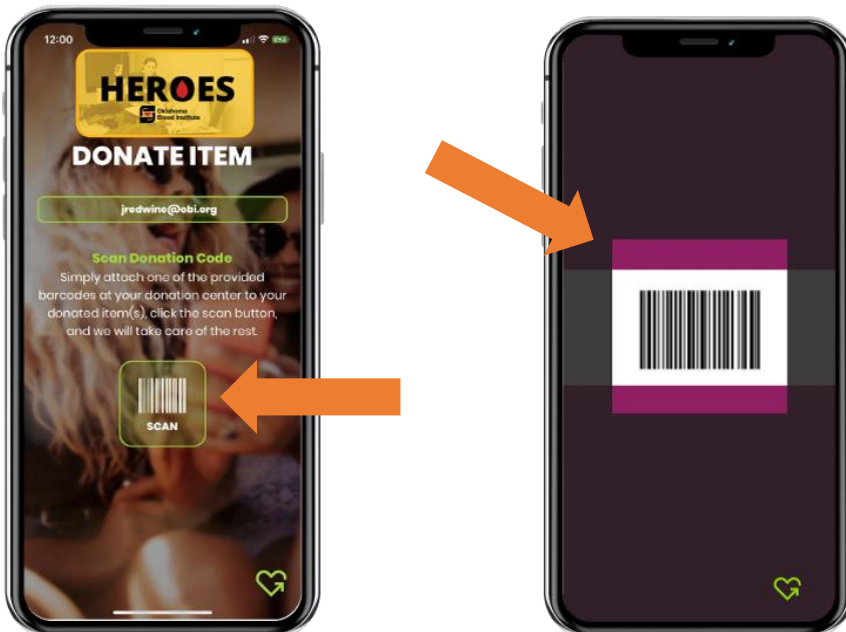 12:00
HEROES
Oklahoma
Blood Institute
DONATE ITEM
jredwine@obi.org
Scan Donation Code
Simply attach one of the provided
barcodes at your donation center to your
donated item(s), click the scan button,
and we will take care of the rest.
SCAN